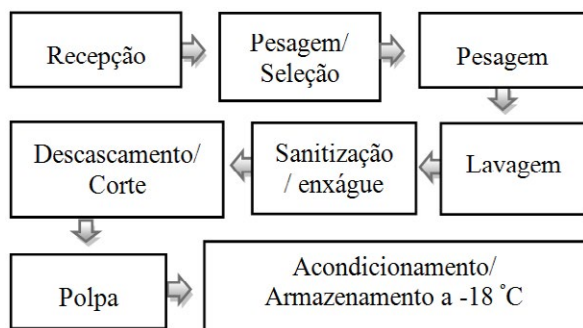 Recepção
Pesagem/
Seleção
Pesagem
Lavagem
Sanitização
/ enxágue
Descascamento/
Corte
Polpa
Acondicionamento/
Armazenamento a -18 °C